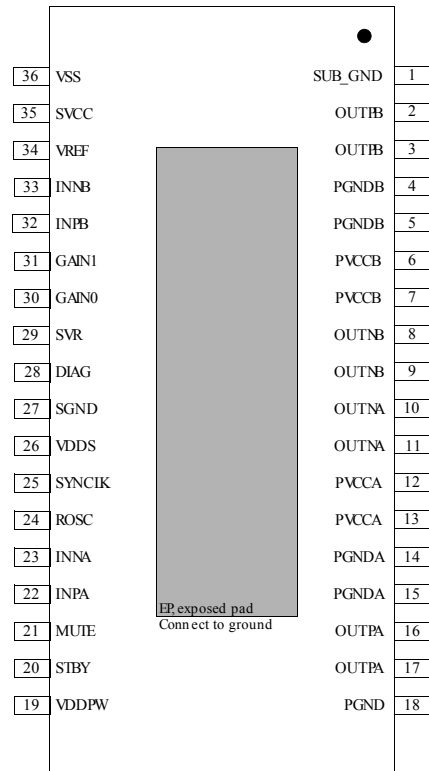 36 VSS SUB_GND 1
35 SVCC OUTPB 2
34 VREF OUTPB 3
33 INNB PGNDB 4
32 INPB PGNDB 5
31 GAIN1 PVCCB 6
30 GAIN0 PVCCB 7
29 SVR OUTNB 8
28 DIAG OUTNB 9
27 SGND OUTNA 10
26 VDDS OUTNA 11
25 SYNCLK PVCCA 12
24 ROSC PVCCA 13
23 INNA PGNDA 14
22 INPA PGNDA 15
EP, exposed pad
Connect to ground
21 MUTE OUTPA 16
20 STBY OUTPA 17
19 VDDPW PGND 18